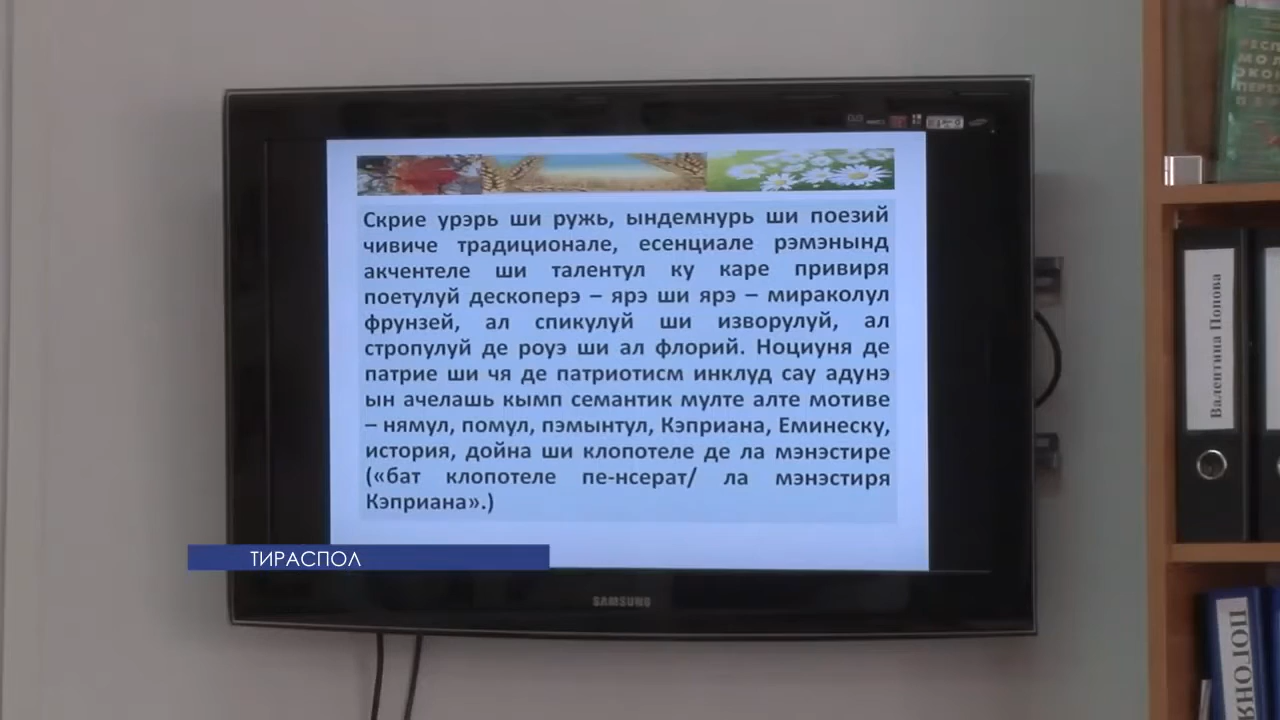 Скрие урэрь ши ружь, ындемнурь ши поезий
чивиче традиционале, есенциале рэмэнынд
акчентеле ши талентул ку каре привиря
поетулуй дескоперэ – ярэ ши ярэ – мираколул
фрунзей, ал спикулуй ши изворулуй, ал
стропулуй де роуэ ши ал флорий. Ноциуня де
патрие ши чя де патриотисм инклуд сау адунэ
ын ачелашь кымп семантик мулте алте мотиве
– нямул, помул, пэмынтул, Кэприана, Еминеску,
история, дойна ши клопотеле де ла мэнэстире
(«бат клопотеле пе-нсерат/ ла мэнэстиря
Кэприана».)
ТИРАСПОЛ
SAMSUNG
Валентина Попова